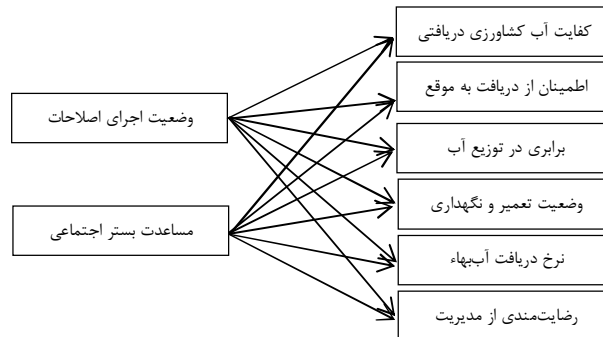 کفایت آب کشاورزی دریافتی
اطمینان از دریافت به موقع
وضعیت اجرای اصلاحات
برابری در توزیع آب
وضعیت تعمیر و نگهداری
مساعدت بستر اجتماعی
نرخ دریافت آب‌بهاء
رضایت‌مندی از مدیریت